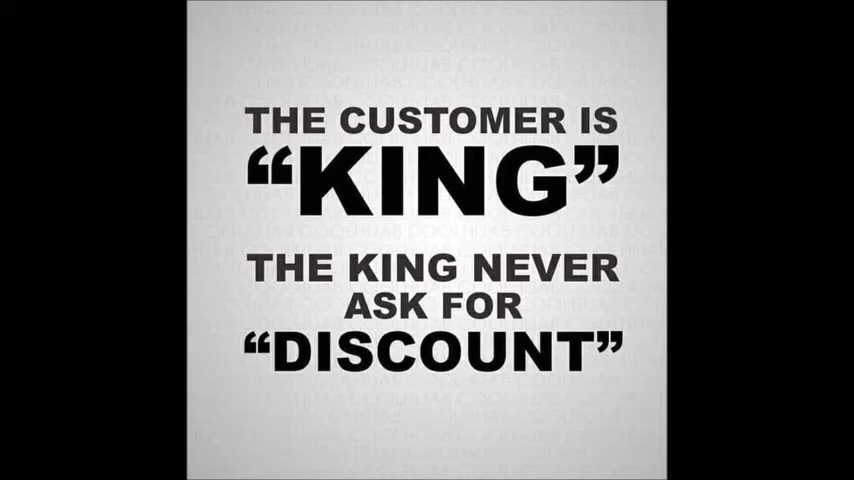 THE CUSTOMER IS
“KING”
THE KING NEVER
ASK FOR
“DISCOUNT”